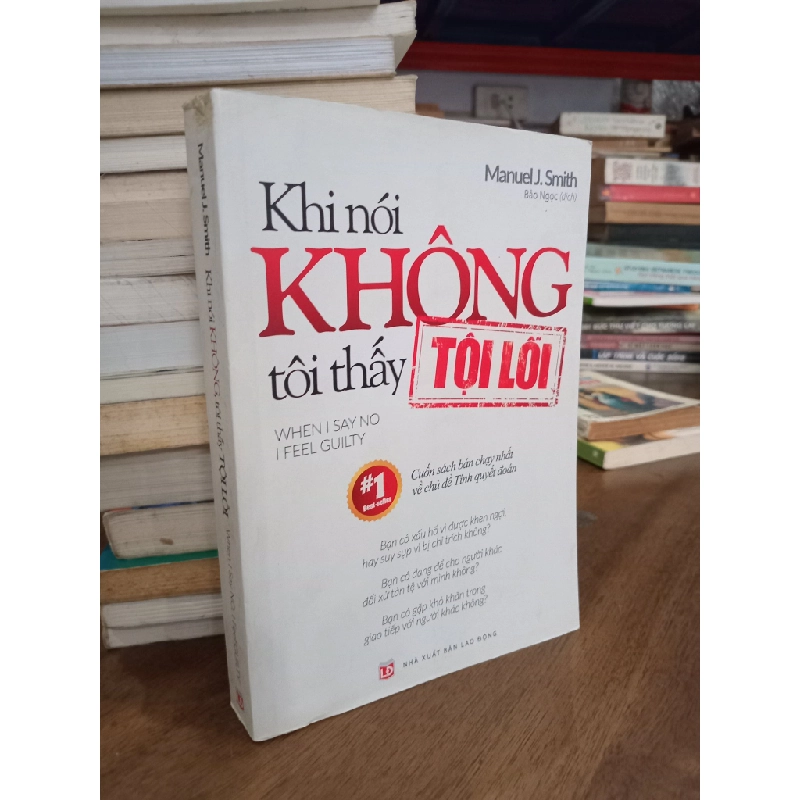 Manuel J. Smith
Bảo Ngọc (dịch)
Khi nói
KHÔNG
tôi thấy
TỘI LỖI
WHEN I SAY NO
I FEEL GUILTY
#1
Best-seller
Cuốn sách bán chạy nhất
về chủ đề Tính quyết đoán
Bạn có xấu hổ vì được khen ngợi
hay suy sụp vì bị chỉ trích không?
Bạn có đang để cho người khác
đối xử tồn tệ với mình không?
Bạn có gặp khó khăn trong
giao tiếp với người khác không?
LĐ
NHÀ XUẤT BẢN LAO ĐỘNG
Manuel J. Smith Khi nói KHÔNG tôi thấy TỘI LỖI